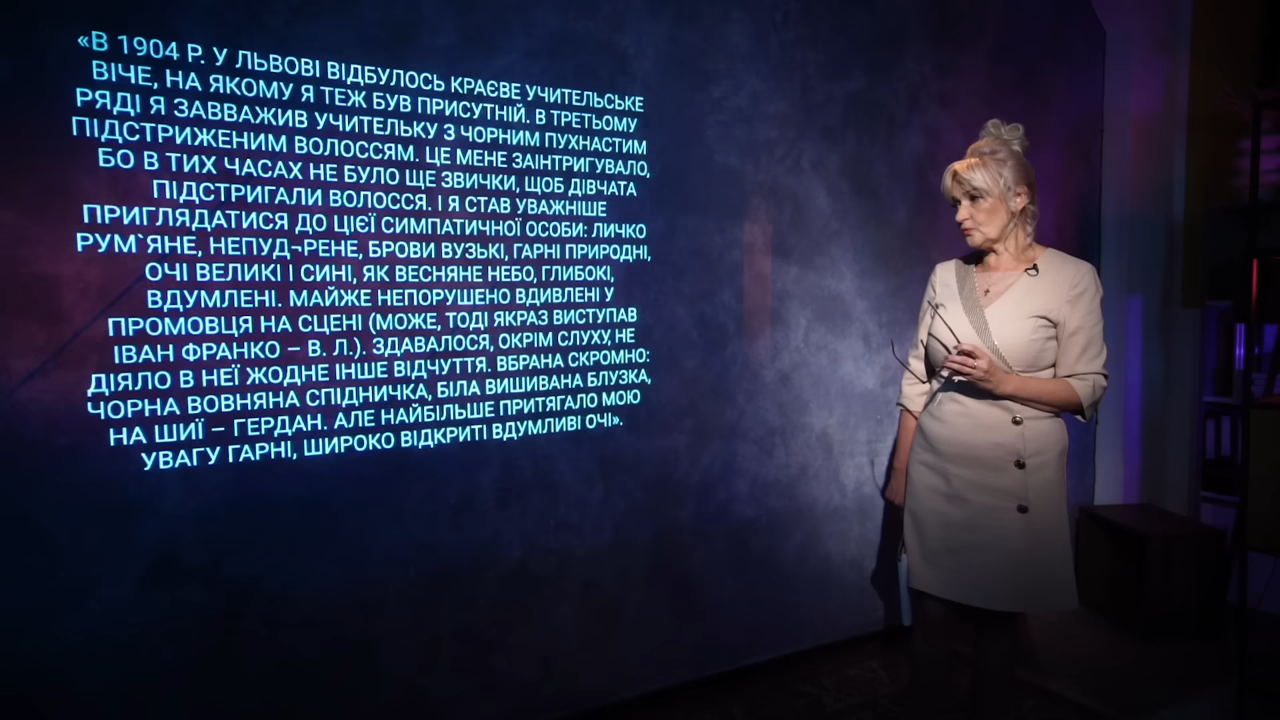 «В 1904 Р. У ЛЬВОВІ ВІДБУЛОСЬ КРАЄВЕ УЧИТЕЛЬСЬКЕ
ВІЧЕ, НА ЯКОМУ Я ТЕЖ БУВ ПРИСУТНІЙ. В ТРЕТЬОМУ
РЯДІ Я ЗАВВАЖИВ УЧИТЕЛЬКУ З ЧОРНИМ ПУХНАСТИМ
ПІДСТРИЖЕНИМ ВОЛОССЯМ. ЦЕ МЕНЕ ЗАІНТРИГУВАЛО,
БО В ТИХ ЧАСАХ НЕ БУЛО ЩЕ ЗВИЧКИ, ЩОБ ДІВЧАТА
ПІДСТРИГАЛИ ВОЛОССЯ. І Я СТАВ УВАЖНІШЕ
ПРИГЛЯДАТИСЯ ДО ЦІЄЇ СИМПАТИЧНОЇ ОСОБИ: ЛИЧКО
РУМ`ЯНЕ, НЕПУД¬РЕНЕ, БРОВИ ВУЗЬКІ, ГАРНІ ПРИРОДНІ,
ОЧІ ВЕЛИКІ І СИНІ, ЯК ВЕСНЯНЕ НЕБО, ГЛИБОКІ,
ВДУМЛЕНІ. МАЙЖЕ НЕПОРУШЕНО ВДИВЛЕНІ У
ПРОМОВЦЯ НА СЦЕНІ (МОЖЕ, ТОДІ ЯКРАЗ ВИСТУПАВ
ІВАН ФРАНКО – В. Л.). ЗДАВАЛОСЯ, ОКРІМ СЛУХУ, НЕ
ДІЯЛО В НЕЇ ЖОДНЕ ІНШЕ ВІДЧУТТЯ. ВБРАНА СКРОМНО:
ЧОРНА ВОВНЯНА СПІДНИЧКА, БІЛА ВИШИВАНА БЛУЗКА,
НА ШИЇ – ГЕРДАН. АЛЕ НАЙБІЛЬШЕ ПРИТЯГАЛО МОЮ
УВАГУ ГАРНІ, ШИРОКО ВІДКРИТІ ВДУМЛИВІ ОЧІ».